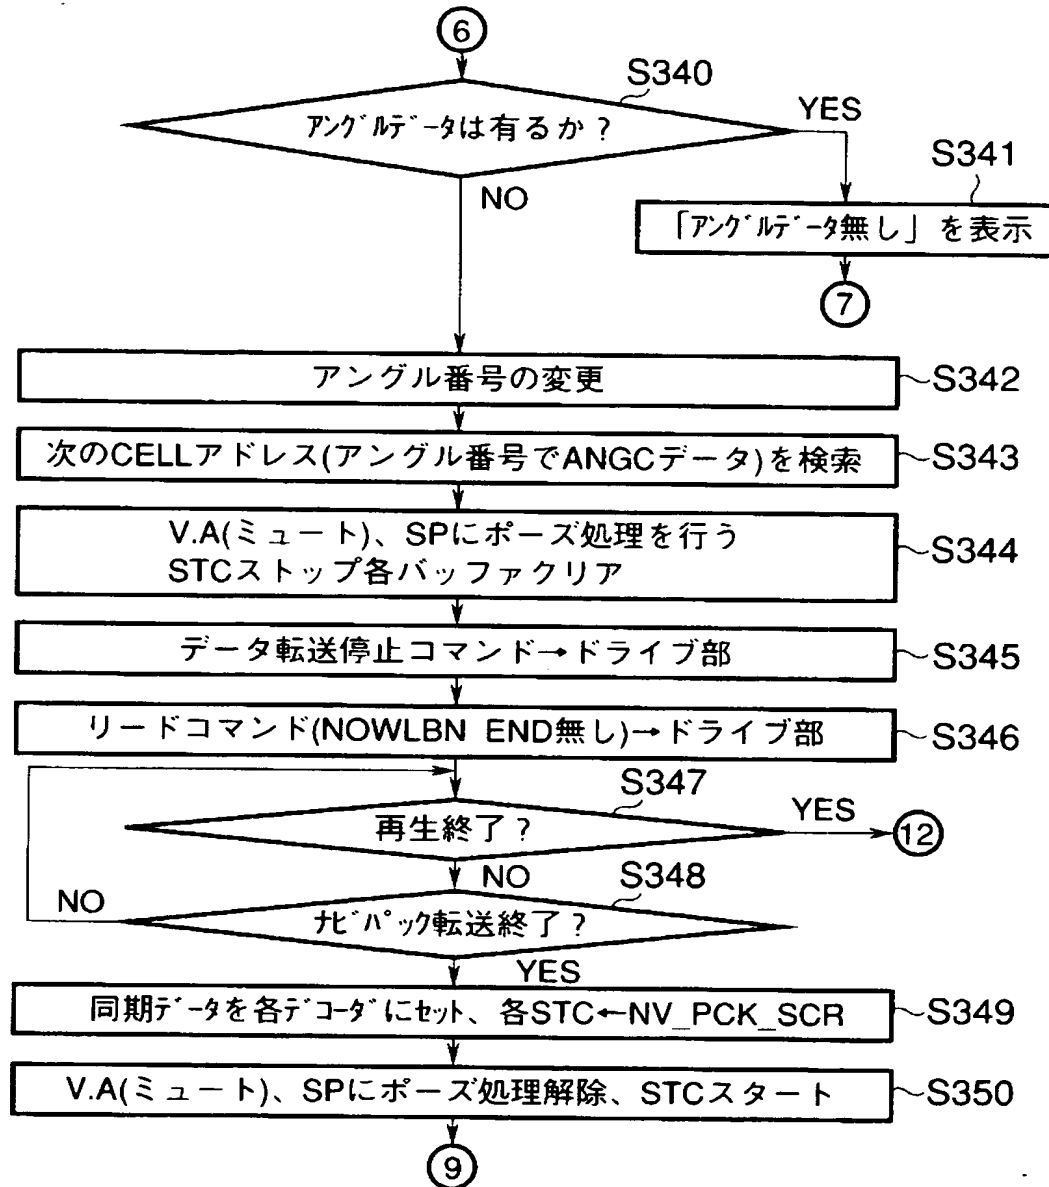 6
S340
アングルデータは有るか？
YES
NO
S341
「アングルデータ無し」を表示
7
アングル番号の変更
S342
次のCELLアドレス(アングル番号でANGCデータ)を検索
S343
V.A(ミュート)、SPにポーズ処理を行う
STCストップ各バッファクリア
S344
データ転送停止コマンド→ドライブ部
S345
リードコマンド(NOWLBN END無し)→ドライブ部
S346
S347
再生終了？
YES
12
NO
S348
ナビパック転送終了？
NO
YES
同期データを各デコーダにセット、各STC←NV_PCK_SCR
S349
V.A(ミュート)、SPにポーズ処理解除、STCスタート
S350
9